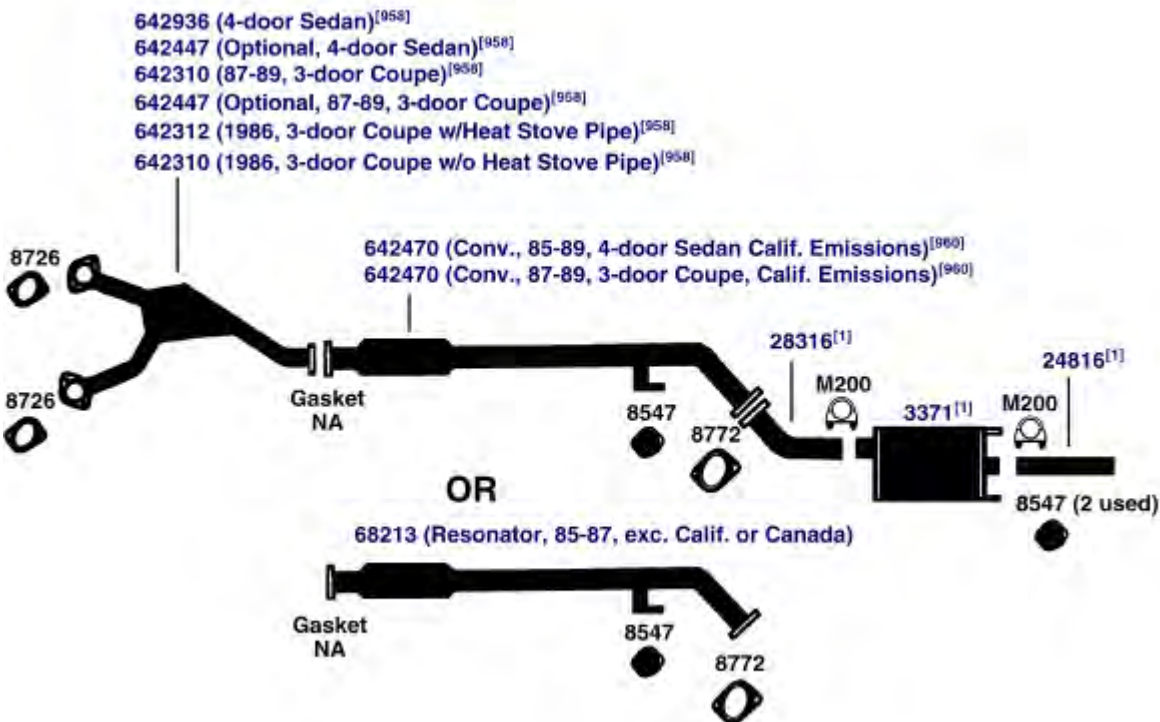 642936 (4-door Sedan)[958]
642447 (Optional, 4-door Sedan)[958]
642310 (87-89, 3-door Coupe)[958]
642447 (Optional, 87-89, 3-door Coupe)[958]
642312 (1986, 3-door Coupe w/Heat Stove Pipe)[958]
642310 (1986, 3-door Coupe w/o Heat Stove Pipe)[958]
8726
642470 (Conv., 85-89, 4-door Sedan Calif. Emissions)[960]
642470 (Conv., 87-89, 3-door Coupe, Calif. Emissions)[960]
28316[1]
24816[1]
M200
3371[1]
M200
8726
Gasket
NA
8547
8772
OR
8547 (2 used)
68213 (Resonator, 85-87, exc. Calif. or Canada)
Gasket
NA
8547
8772